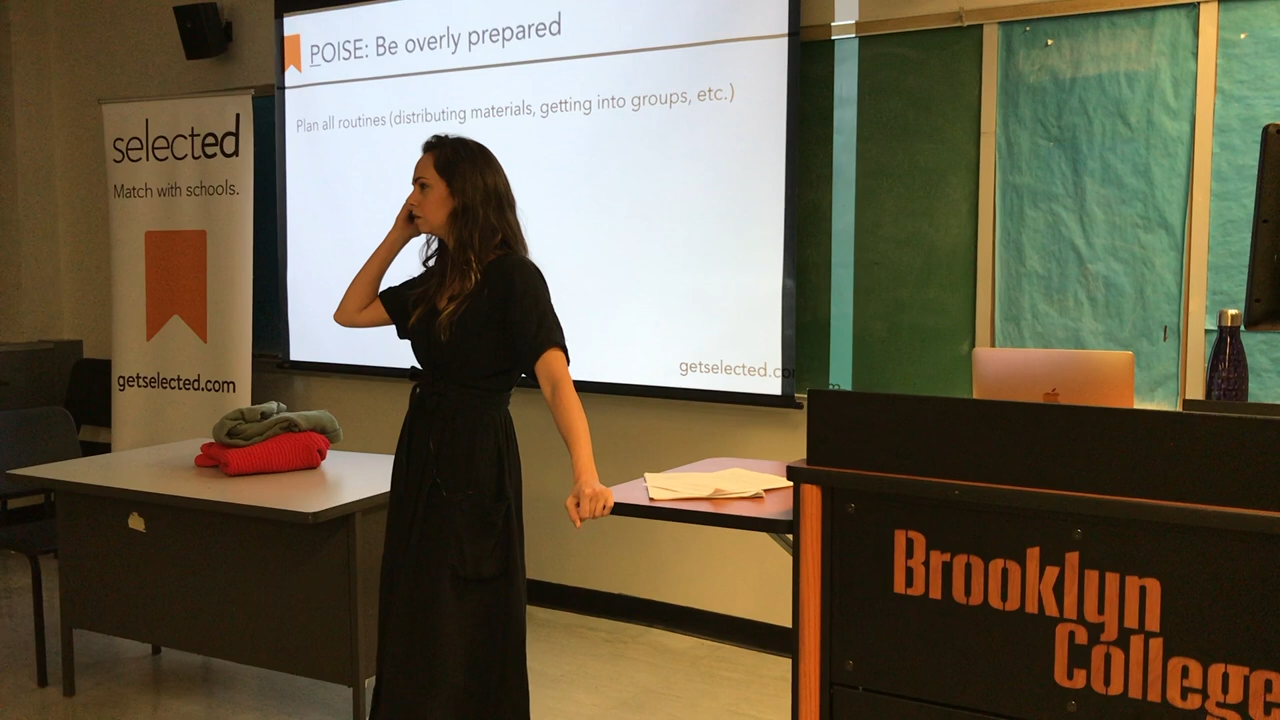 selected
Match with schools.
getselected.com
POISE: Be overly prepared
Plan all routines (distributing materials, getting into groups, etc.)
getselected.com
Brooklyn
College